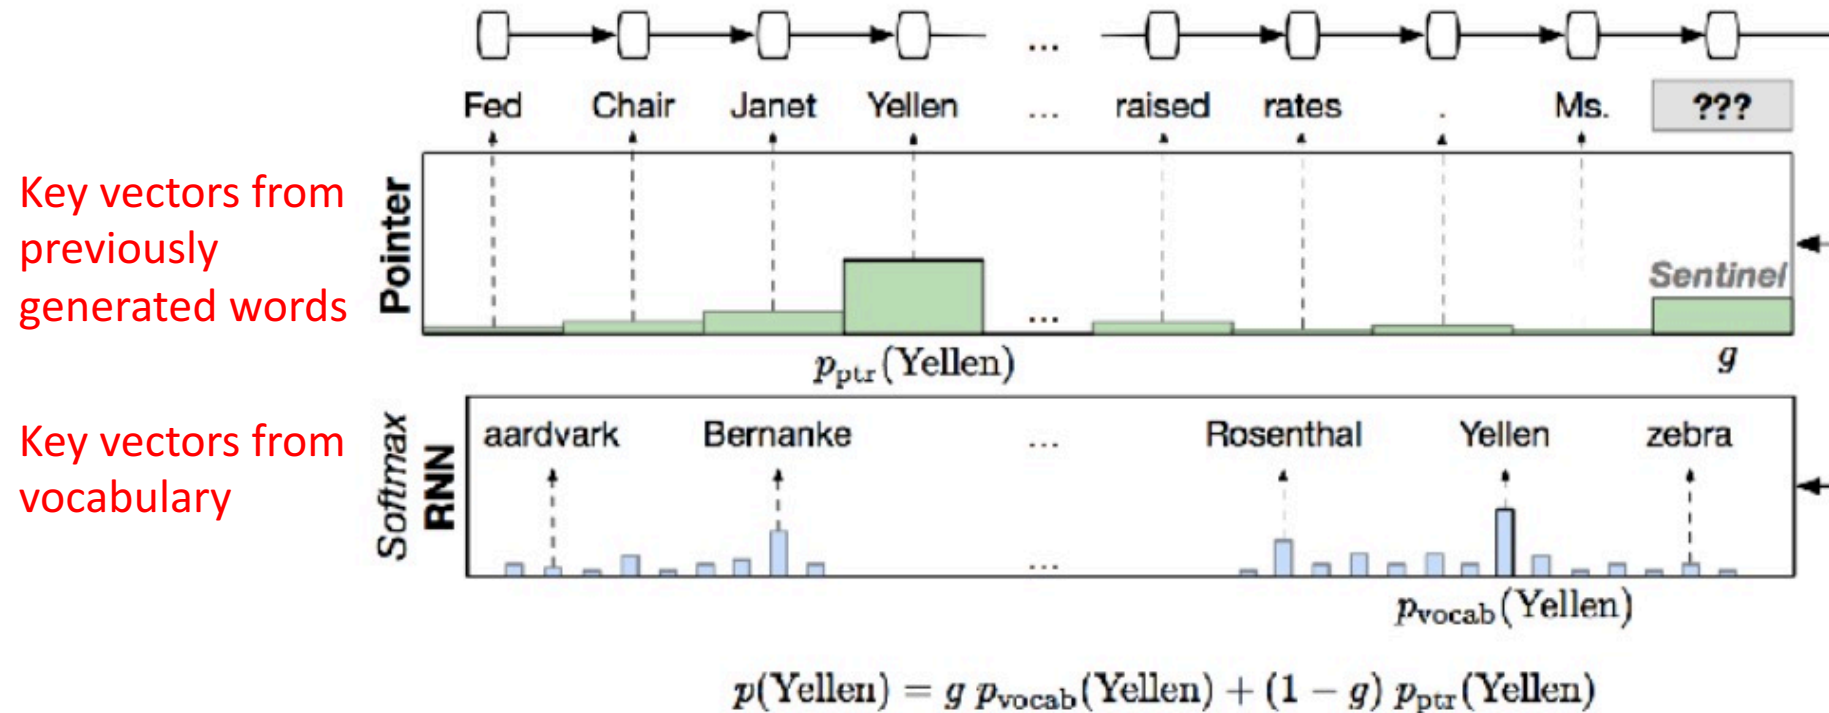 Fed Chair Janet Yellen ... raised rates . Ms. ???
Key vectors from
previously
generated words
Pointer
Sentinel
...
p_ptr(Yellen)
g
Key vectors from
vocabulary
Softmax
RNN
aardvark Bernanke ... Rosenthal Yellen zebra
...
p_vocab(Yellen)
p(Yellen) = g p_vocab(Yellen) + (1 − g) p_ptr(Yellen)